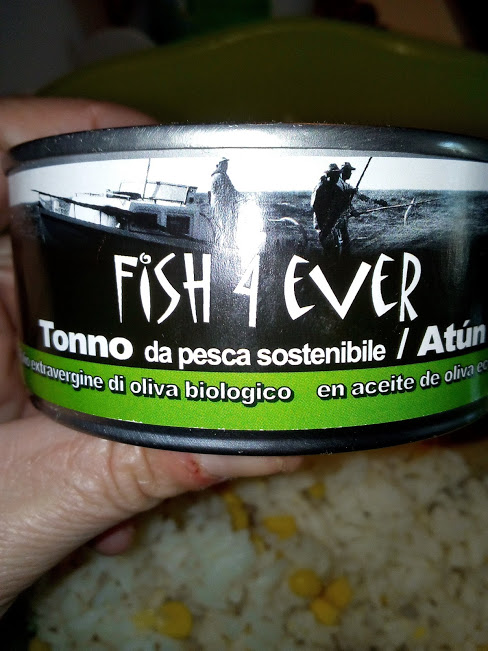 FiSH 4 EVER
Tonno da pesca sostenibile / Atún
extravergine di oliva biologico en aceite de oliva